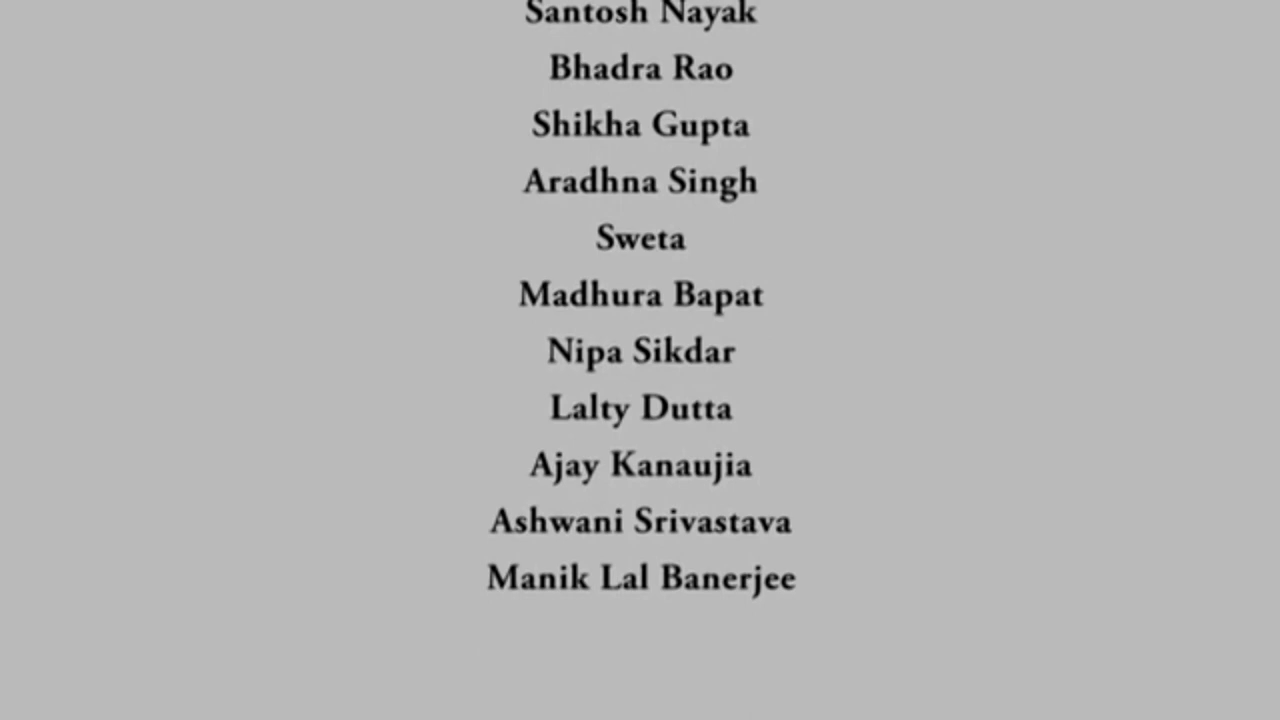 Santosh Nayak
Bhadra Rao
Shikha Gupta
Aradhna Singh
Sweta
Madhura Bapat
Nipa Sikdar
Lalty Dutta
Ajay Kanaujia
Ashwani Srivastava
Manik Lal Banerjee